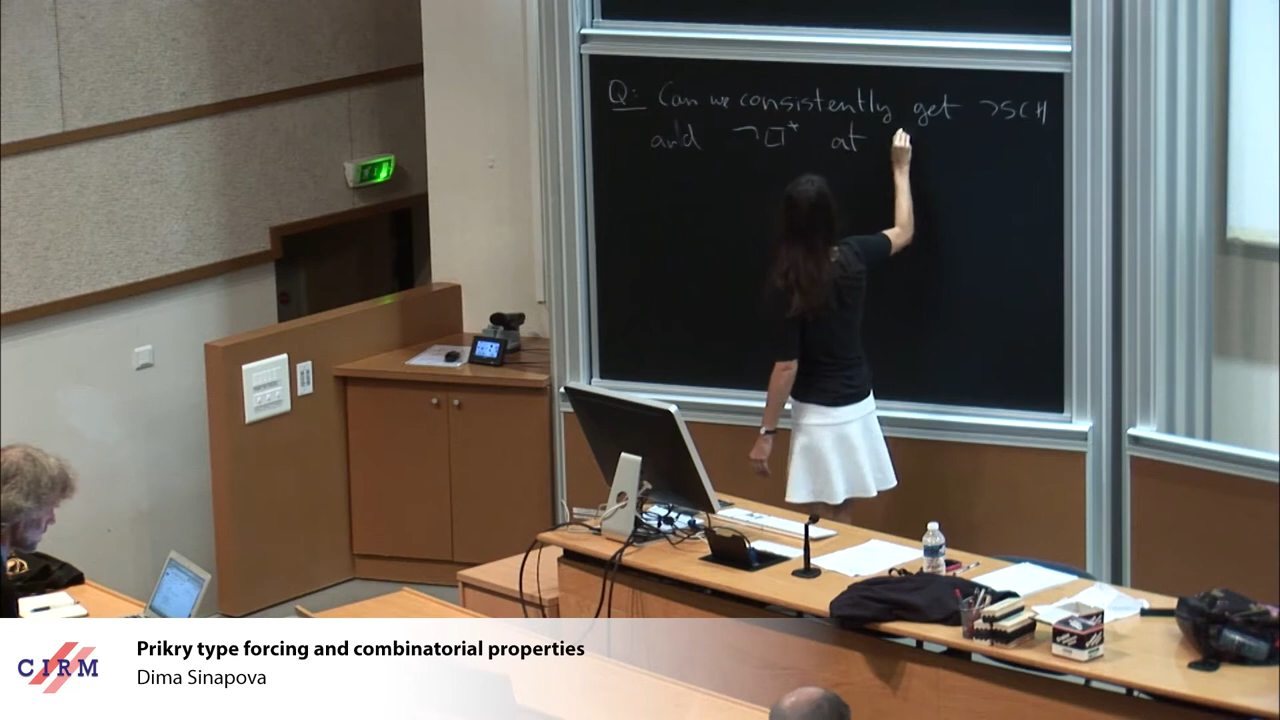 Q: Can we consistently get ¬SCH
and ¬□* at
CIRM
Prikry type forcing and combinatorial properties
Dima Sinapova